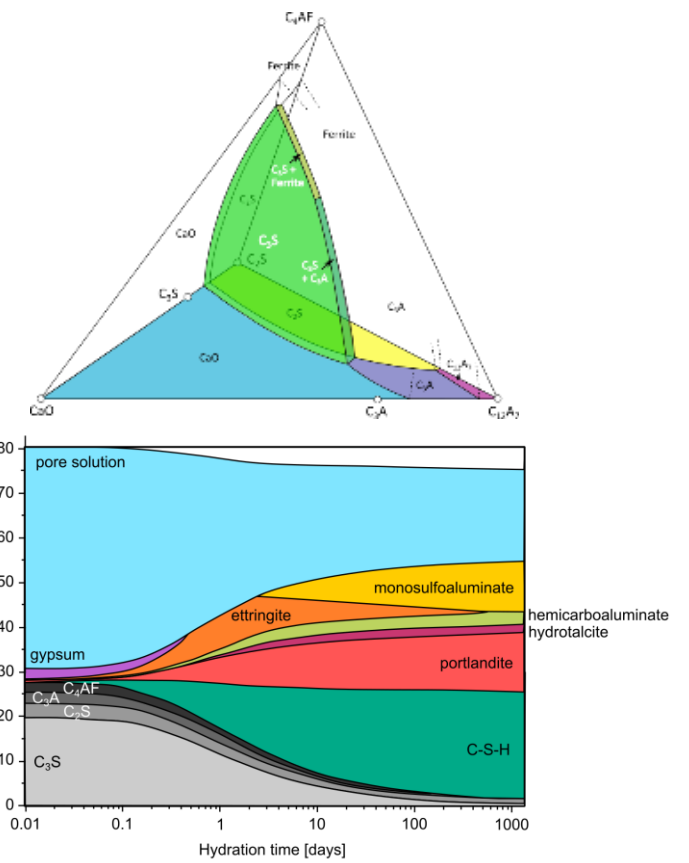 C₄AF
Ferrite
Ferrite
C₃S +
Ferrite
C₃S
CaO
C₃S
C₂S
C₃S
+ C₃A
C₃S
C₃A
CaO
C₃A
CaO
C₃A
C₁₂A₇
80
pore solution
70
60
50
monosulfoaluminate
ettringite
hemicarboaluminate
40
hydrotalcite
gypsum
portlandite
30
C₄AF
C₃A
C₂S
20
C-S-H
C₃S
10
0
0.01
0.1
1
10
100
1000
Hydration time [days]